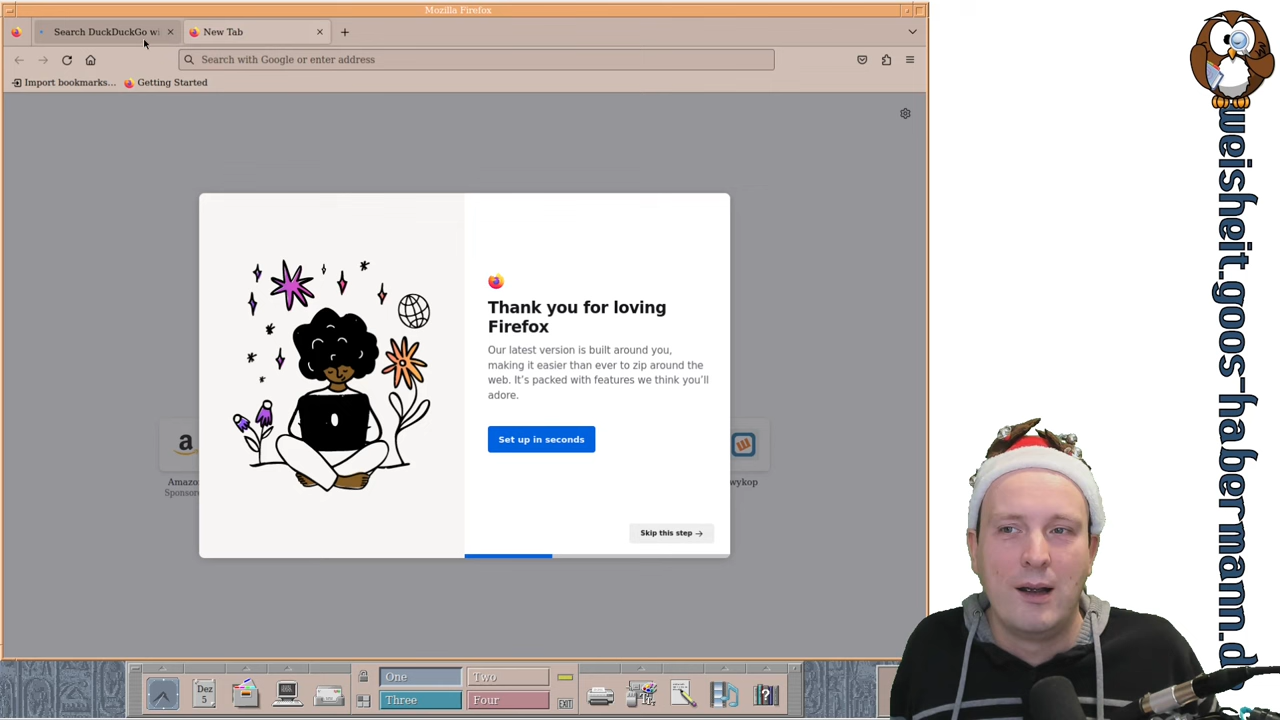 Mozilla Firefox
Search DuckDuckGo wi
New Tab
Search with Google or enter address
Import bookmarks...
Getting Started
Thank you for loving
Firefox
Our latest version is built around you,
making it easier than ever to zip around the
web. It's packed with features we think you'll
adore.
Set up in seconds
Skip this step →
a
Amazo
Sponsor
wykop
Dez
5
One
Two
Three
Four
EXIT
weisheit.goos-habermann.d